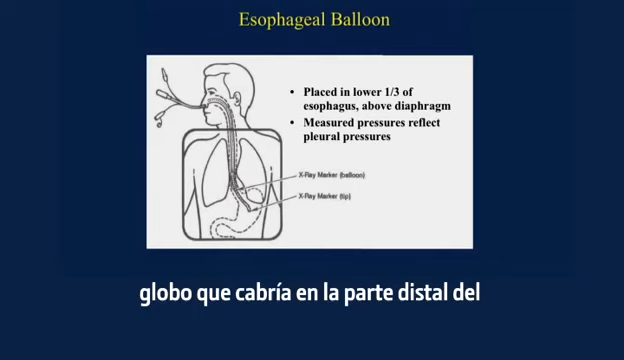 Esophageal Balloon
• Placed in lower 1/3 of
esophagus, above diaphragm
• Measured pressures reflect
pleural pressures
X-Ray Marker (balloon)
X-Ray Marker (tip)
globo que cabría en la parte distal del